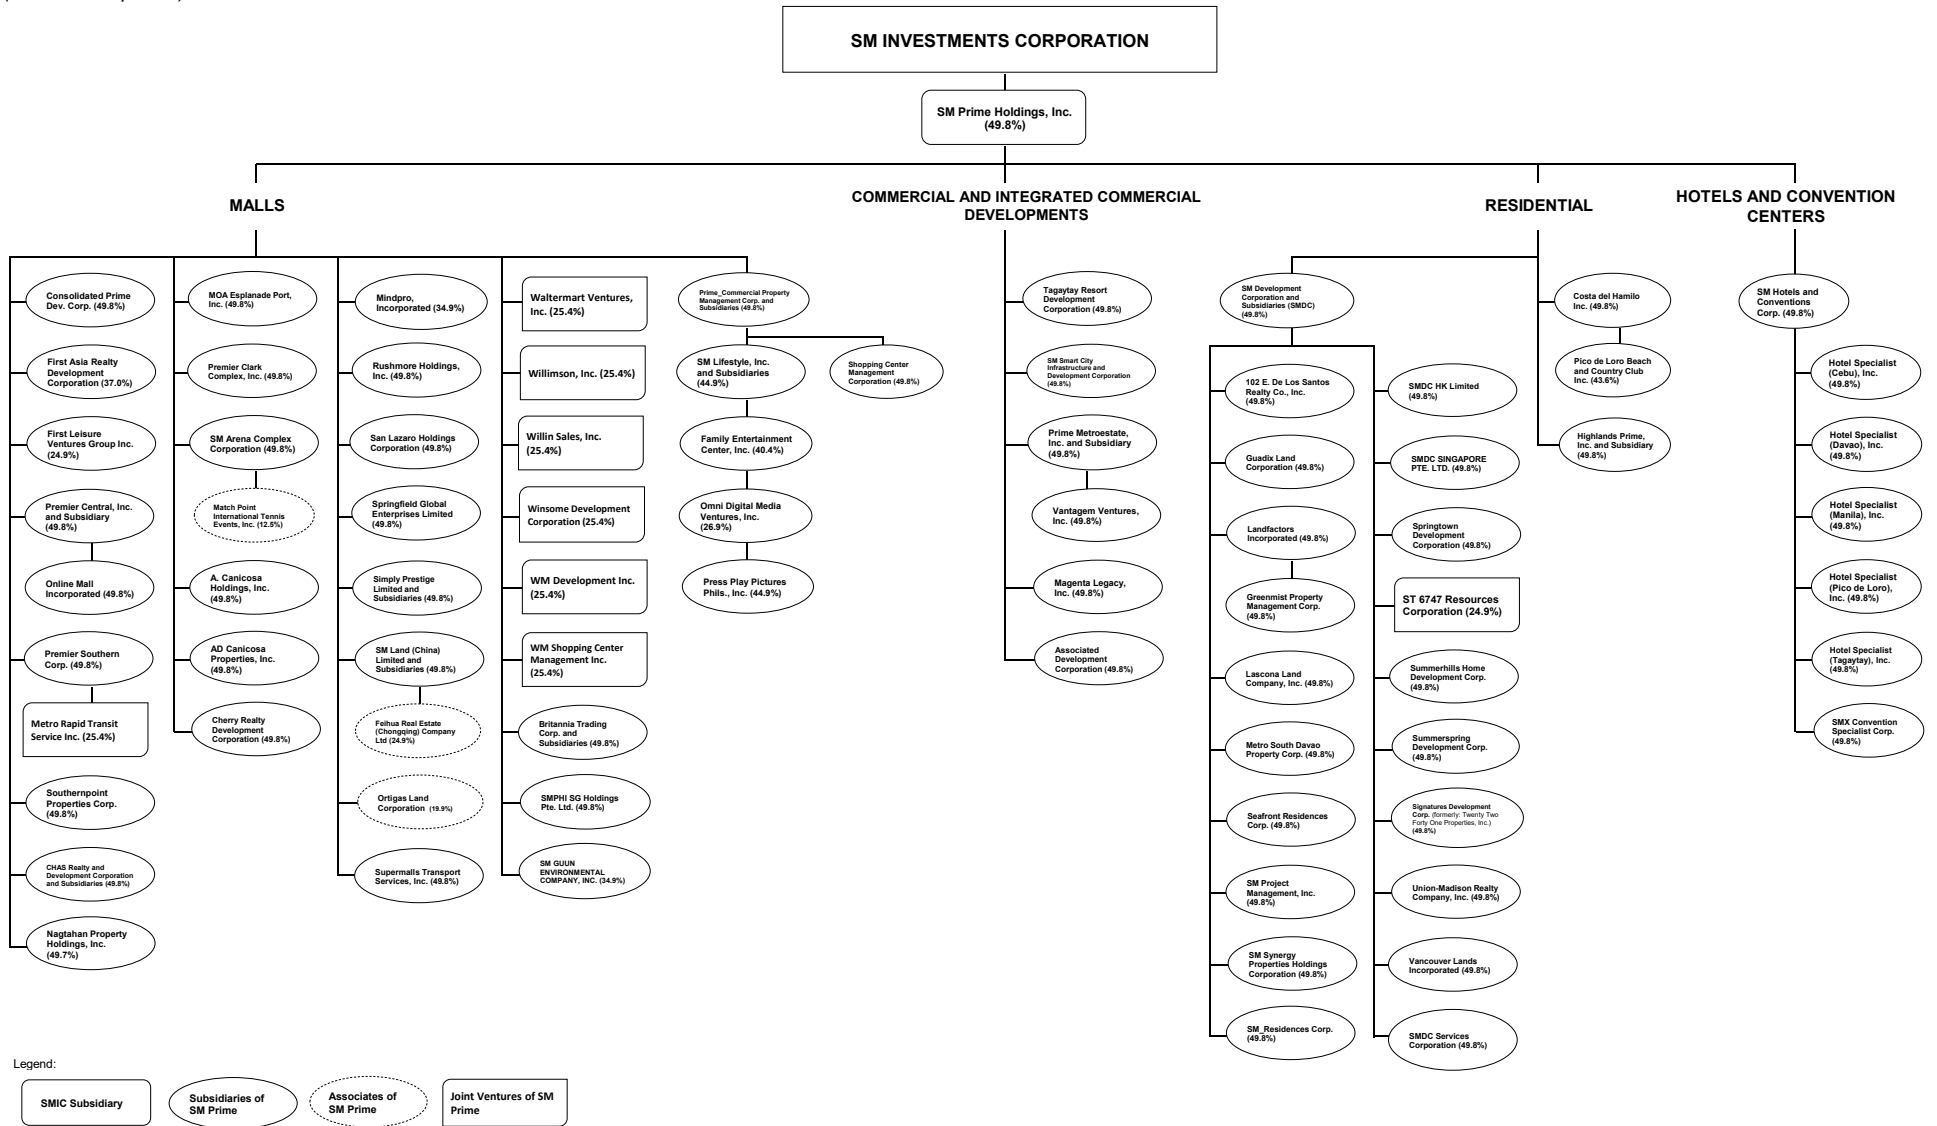 SM INVESTMENTS CORPORATION
SM Prime Holdings, Inc.
(49.8%)
MALLS
COMMERCIAL AND INTEGRATED COMMERCIAL
DEVELOPMENTS
RESIDENTIAL
HOTELS AND CONVENTION
CENTERS
Consolidated Prime
Dev. Corp. (49.8%)
First Asia Realty
Development
Corporation (37.0%)
First Leisure
Ventures Group Inc.
(24.9%)
Premier Central, Inc.
and Subsidiary
(49.8%)
Online Mall
Incorporated (49.8%)
Premier Southern
Corp. (49.8%)
Metro Rapid Transit
Service Inc. (25.4%)
Southernpoint
Properties Corp.
(49.8%)
CHAS Realty and
Development Corporation
and Subsidiaries (49.8%)
Nagtahan Property
Holdings, Inc.
(49.7%)
MOA Esplanade Port,
Inc. (49.8%)
Premier Clark
Complex, Inc. (49.8%)
SM Arena Complex
Corporation (49.8%)
Match Point
International Tennis
Events, Inc. (12.5%)
A. Canicosa
Holdings, Inc.
(49.8%)
AD Canicosa
Properties, Inc.
(49.8%)
Cherry Realty
Development
Corporation (49.8%)
Mindpro,
Incorporated (34.9%)
Rushmore Holdings,
Inc. (49.8%)
San Lazaro Holdings
Corporation (49.8%)
Springfield Global
Enterprises Limited
(49.8%)
Simply Prestige
Limited and
Subsidiaries (49.8%)
SM Land (China)
Limited and
Subsidiaries (49.8%)
Feihua Real Estate
(Chongqing) Company
Ltd (24.9%)
Ortigas Land
Corporation (19.9%)
Supermalls Transport
Services, Inc. (49.8%)
Waltermart Ventures,
Inc. (25.4%)
Willimson, Inc. (25.4%)
Willin Sales, Inc.
(25.4%)
Winsome Development
Corporation (25.4%)
WM Development Inc.
(25.4%)
WM Shopping Center
Management Inc.
(25.4%)
Britannia Trading
Corp. and
Subsidiaries (49.8%)
SMPHI SG Holdings
Pte. Ltd. (49.8%)
SM GUUN
ENVIRONMENTAL
COMPANY, INC. (34.9%)
Prime_Commercial Property
Management Corp. and
Subsidiaries (49.8%)
SM Lifestyle, Inc.
and Subsidiaries
(44.9%)
Shopping Center
Management
Corporation (49.8%)
Family Entertainment
Center, Inc. (40.4%)
Omni Digital Media
Ventures, Inc.
(26.9%)
Press Play Pictures
Phils., Inc. (44.9%)
Tagaytay Resort
Development
Corporation (49.8%)
SM Smart City
Infrastructure and
Development Corporation
(49.8%)
Prime Metroestate,
Inc. and Subsidiary
(49.8%)
Vantagem Ventures,
Inc. (49.8%)
Magenta Legacy,
Inc. (49.8%)
Associated
Development
Corporation (49.8%)
SM Development
Corporation and
Subsidiaries (SMDC)
(49.8%)
102 E. De Los Santos
Realty Co., Inc.
(49.8%)
Guadix Land
Corporation (49.8%)
Landfactors
Incorporated (49.8%)
Greenmist Property
Management Corp.
(49.8%)
Lascona Land
Company, Inc. (49.8%)
Metro South Davao
Property Corp. (49.8%)
Seafront Residences
Corp. (49.8%)
SM Project
Management, Inc.
(49.8%)
SM Synergy
Properties Holdings
Corporation (49.8%)
SM_Residences Corp.
(49.8%)
SMDC HK Limited
(49.8%)
SMDC SINGAPORE
PTE. LTD. (49.8%)
Springtown
Development
Corporation (49.8%)
ST 6747 Resources
Corporation (24.9%)
Summerhills Home
Development Corp.
(49.8%)
Summerspring
Development Corp.
(49.8%)
Signatures Development
Corp. (formerly: Twenty Two
Forty One Properties, Inc.)
(49.8%)
Union-Madison Realty
Company, Inc. (49.8%)
Vancouver Lands
Incorporated (49.8%)
SMDC Services
Corporation (49.8%)
Costa del Hamilo
Inc. (49.8%)
Pico de Loro Beach
and Country Club
Inc. (43.6%)
Highlands Prime,
Inc. and Subsidiary
(49.8%)
SM Hotels and
Conventions
Corp. (49.8%)
Hotel Specialist
(Cebu), Inc.
(49.8%)
Hotel Specialist
(Davao), Inc.
(49.8%)
Hotel Specialist
(Manila), Inc.
(49.8%)
Hotel Specialist
(Pico de Loro),
Inc. (49.8%)
Hotel Specialist
(Tagaytay), Inc.
(49.8%)
SMX Convention
Specialist Corp.
(49.8%)
Legend:
SMIC Subsidiary
Subsidiaries of
SM Prime
Associates of
SM Prime
Joint Ventures of SM
Prime